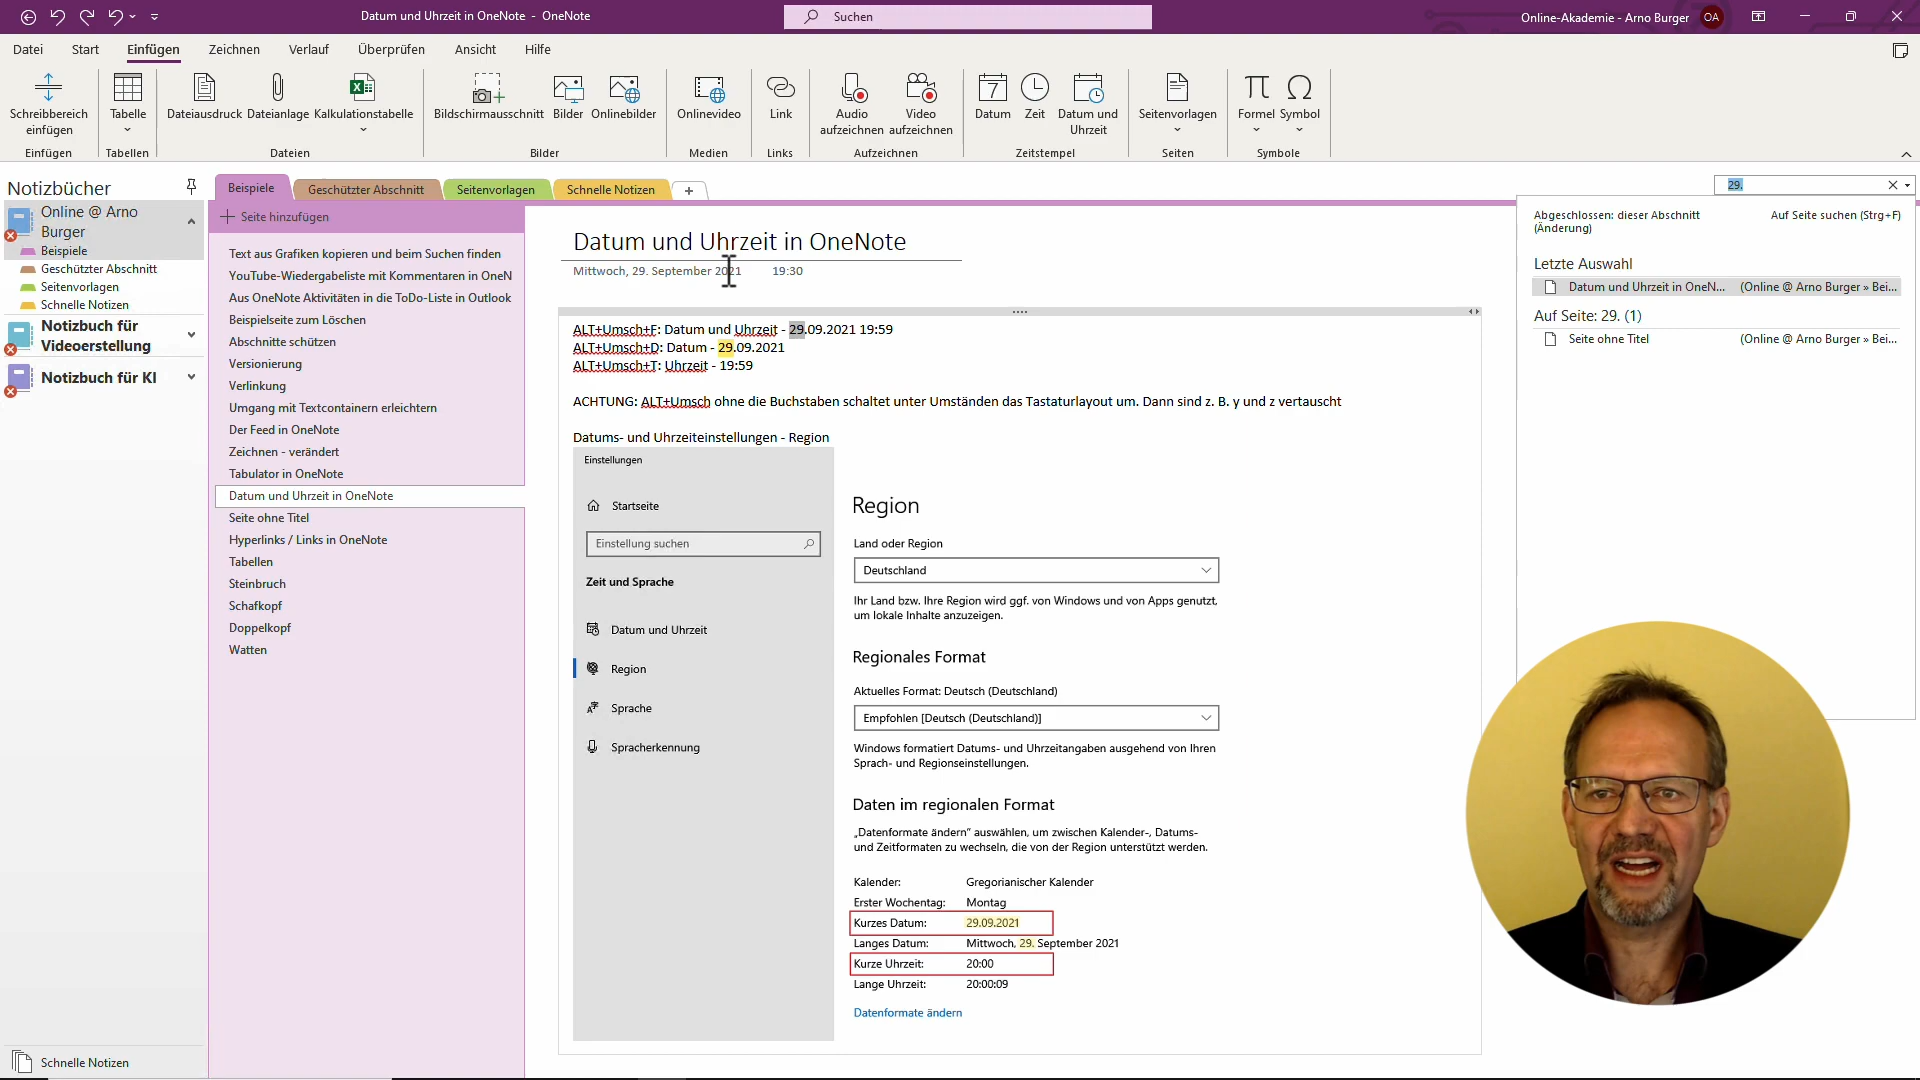 Datum und Uhrzeit in OneNote - OneNote
Suchen
Online-Akademie - Arno Burger
OA
Datei
Start
Einfügen
Zeichnen
Verlauf
Überprüfen
Ansicht
Hilfe
Schreibbereich
einfügen
Tabelle
Dateiausdruck
Dateianlage
Kalkulationstabelle
Bildschirmausschnitt
Bilder
Onlinebilder
Onlinevideo
Link
Audio
aufzeichnen
Video
aufzeichnen
7
Datum
Zeit
Datum und
Uhrzeit
Seitenvorlagen
Formel
Symbol
Einfügen
Tabellen
Dateien
Bilder
Medien
Links
Aufzeichnen
Zeitstempel
Seiten
Symbole
Notizbücher
Online @ Arno
Burger
Beispiele
Geschützter Abschnitt
Seitenvorlagen
Schnelle Notizen
Notizbuch für
Videoerstellung
Notizbuch für KI
Schnelle Notizen
Beispiele
Geschützter Abschnitt
Seitenvorlagen
Schnelle Notizen
+
Seite hinzufügen
Text aus Grafiken kopieren und beim Suchen finden
YouTube-Wiedergabeliste mit Kommentaren in OneN
Aus OneNote Aktivitäten in die ToDo-Liste in Outlook
Beispielseite zum Löschen
Abschnitte schützen
Versionierung
Verlinkung
Umgang mit Textcontainern erleichtern
Der Feed in OneNote
Zeichnen - verändert
Tabulator in OneNote
Datum und Uhrzeit in OneNote
Seite ohne Titel
Hyperlinks / Links in OneNote
Tabellen
Steinbruch
Schafkopf
Doppelkopf
Watten
Datum und Uhrzeit in OneNote
Mittwoch, 29. September 2021 19:30
ALT+Umsch+F: Datum und Uhrzeit - 29.09.2021 19:59
ALT+Umsch+D: Datum - 29.09.2021
ALT+Umsch+T: Uhrzeit - 19:59
ACHTUNG: ALT+Umsch ohne die Buchstaben schaltet unter Umständen das Tastaturlayout um. Dann sind z. B. y und z vertauscht
Datums- und Uhrzeiteinstellungen - Region
Einstellungen
Startseite
Einstellung suchen
Zeit und Sprache
Datum und Uhrzeit
Region
Sprache
Spracherkennung
Region
Land oder Region
Deutschland
Ihr Land bzw. Ihre Region wird ggf. von Windows und von Apps genutzt,
um lokale Inhalte anzuzeigen.
Regionales Format
Aktuelles Format: Deutsch (Deutschland)
Empfohlen [Deutsch (Deutschland)]
Windows formatiert Datums- und Uhrzeitangaben ausgehend von Ihren
Sprach- und Regionseinstellungen.
Daten im regionalen Format
„Datenformate ändern“ auswählen, um zwischen Kalender-, Datums-
und Zeitformaten zu wechseln, die von der Region unterstützt werden.
Kalender: Gregorianischer Kalender
Erster Wochentag: Montag
Kurzes Datum: 29.09.2021
Langes Datum: Mittwoch, 29. September 2021
Kurze Uhrzeit: 20:00
Lange Uhrzeit: 20:00:09
Datenformate ändern
29.
Abgeschlossen: dieser Abschnitt
(Änderung)
Auf Seite suchen (Strg+F)
Letzte Auswahl
Datum und Uhrzeit in OneN... (Online @ Arno Burger » Bei...
Auf Seite: 29. (1)
Seite ohne Titel (Online @ Arno Burger » Bei...